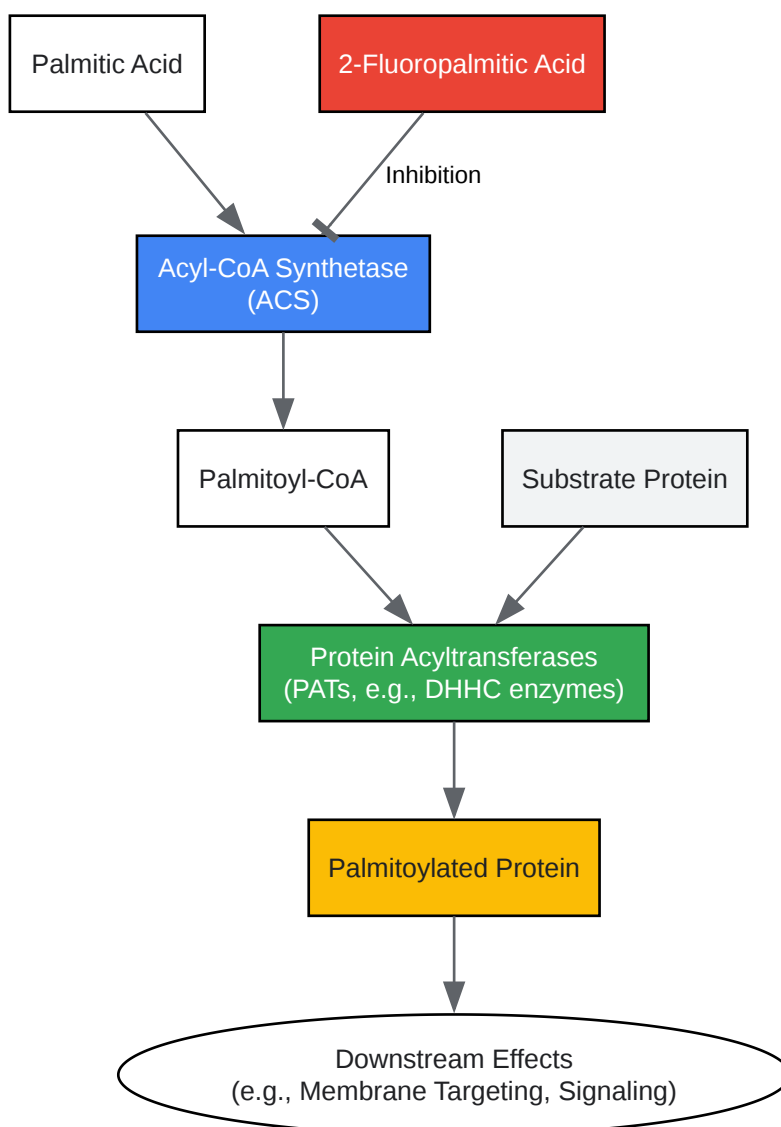 Palmitic Acid
2-Fluoropalmitic Acid
Inhibition
Acyl-CoA Synthetase
(ACS)
Palmitoyl-CoA
Substrate Protein
Protein Acyltransferases
(PATs, e.g., DHHC enzymes)
Palmitoylated Protein
Downstream Effects
(e.g., Membrane Targeting, Signaling)